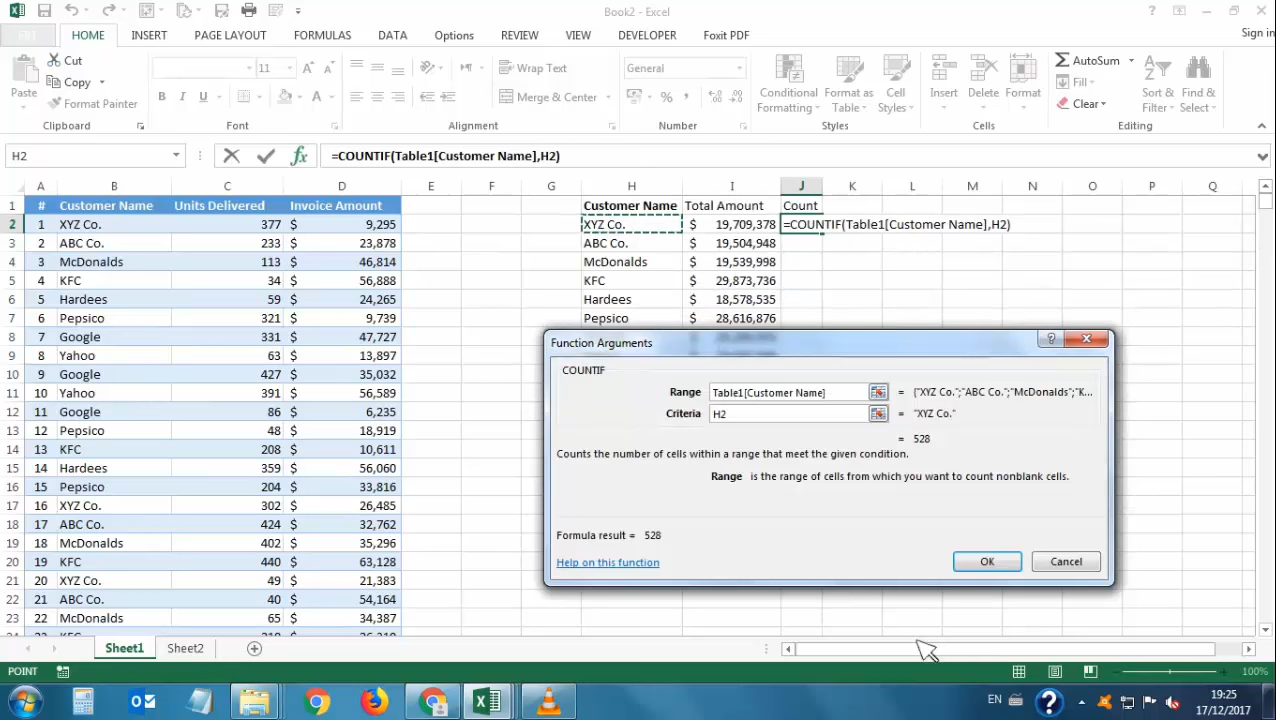 Book2 - Excel
Sign in
HOME INSERT PAGE LAYOUT FORMULAS DATA Options REVIEW VIEW DEVELOPER Foxit PDF
Paste
Cut
Copy
Format Painter
Clipboard
11
B I U
Font
Wrap Text
Merge & Center
Alignment
General
$ % ,
Number
Conditional Formatting
Format as Table
Cell Styles
Styles
Insert Delete Format
Cells
AutoSum
Fill
Clear
Sort & Filter
Find & Select
Editing
H2 fx =COUNTIF(Table1[Customer Name],H2)
A B C D E F G H I J K L M N O P Q
1 # Customer Name Units Delivered Invoice Amount Customer Name Total Amount Count
2 1 XYZ Co. 377 $ 9,295 XYZ Co. $ 19,709,378 =COUNTIF(Table1[Customer Name],H2)
3 2 ABC Co. 233 $ 23,878 ABC Co. $ 19,504,948
4 3 McDonalds 113 $ 46,814 McDonalds $ 19,539,998
5 4 KFC 34 $ 56,888 KFC $ 29,873,736
6 5 Hardees 59 $ 24,265 Hardees $ 18,578,535
7 6 Pepsico 321 $ 9,739 Pepsico $ 28,616,876
8 7 Google 331 $ 47,727
9 8 Yahoo 63 $ 13,897
10 9 Google 427 $ 35,032
11 10 Yahoo 391 $ 56,589
12 11 Google 86 $ 6,235
13 12 Pepsico 48 $ 18,919
14 13 KFC 208 $ 10,611
15 14 Hardees 359 $ 56,060
16 15 Pepsico 204 $ 33,816
17 16 XYZ Co. 302 $ 26,485
18 17 ABC Co. 424 $ 32,762
19 18 McDonalds 402 $ 35,296
20 19 KFC 440 $ 63,128
21 20 XYZ Co. 49 $ 21,383
22 21 ABC Co. 40 $ 54,164
23 22 McDonalds 65 $ 34,387
Function Arguments
COUNTIF
Range Table1[Customer Name] = {"XYZ Co.";"ABC Co.";"McDonalds";"K...
Criteria H2 = "XYZ Co."
= 528
Counts the number of cells within a range that meet the given condition.
Range is the range of cells from which you want to count nonblank cells.
Formula result = 528
Help on this function
OK Cancel
Sheet1 Sheet2
POINT
100%
EN
19:25
17/12/2017